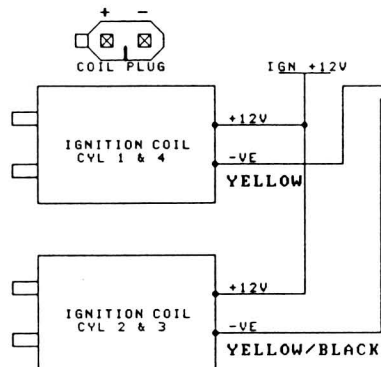 + -
COIL PLUG
IGN +12V
+12V
IGNITION COIL
CYL 1 & 4
-VE
YELLOW
+12V
IGNITION COIL
CYL 2 & 3
-VE
YELLOW/BLACK